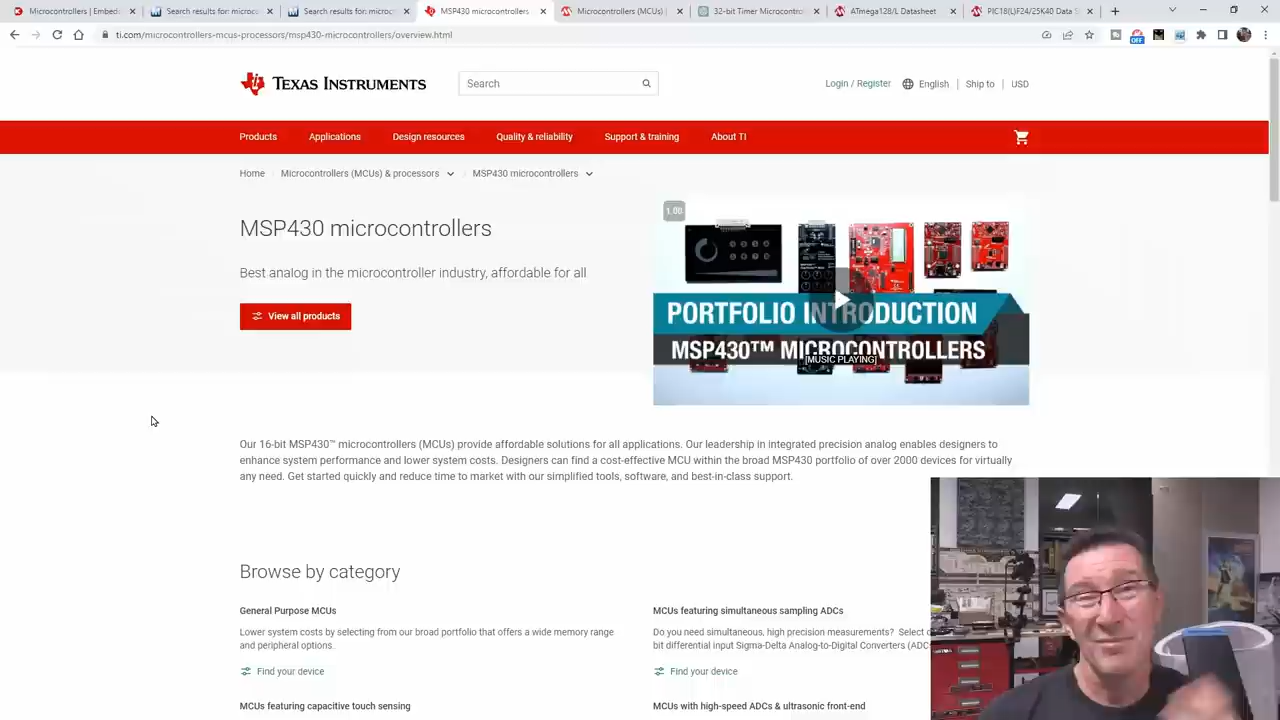 Microcontrollers | Embedd
Search results for micro
Search results for micro
MSP430 microcontrollers
Microcontrollers (MCUs) |
32-bit Timer Microcontro
ATmega128/L Datasheet
PIC18(L)F24/25K40 Data S
ti.com/microcontrollers-mcus-processors/msp430-microcontrollers/overview.html
OFF
TEXAS INSTRUMENTS
Search
Login / Register
English
Ship to
USD
Products
Applications
Design resources
Quality & reliability
Support & training
About TI
Home
Microcontrollers (MCUs) & processors
MSP430 microcontrollers
MSP430 microcontrollers
Best analog in the microcontroller industry, affordable for all
View all products
1.00
PORTFOLIO INTRODUCTION
MSP430™ MICROCONTROLLERS
[MUSIC PLAYING]
Our 16-bit MSP430™ microcontrollers (MCUs) provide affordable solutions for all applications. Our leadership in integrated precision analog enables designers to
enhance system performance and lower system costs. Designers can find a cost-effective MCU within the broad MSP430 portfolio of over 2000 devices for virtually
any need. Get started quickly and reduce time to market with our simplified tools, software, and best-in-class support.
Browse by category
General Purpose MCUs
Lower system costs by selecting from our broad portfolio that offers a wide memory range
and peripheral options.
Find your device
MCUs featuring simultaneous sampling ADCs
Do you need simultaneous, high precision measurements? Select
bit differential input Sigma-Delta Analog-to-Digital Converters (ADC
Find your device
MCUs featuring capacitive touch sensing
MCUs with high-speed ADCs & ultrasonic front-end